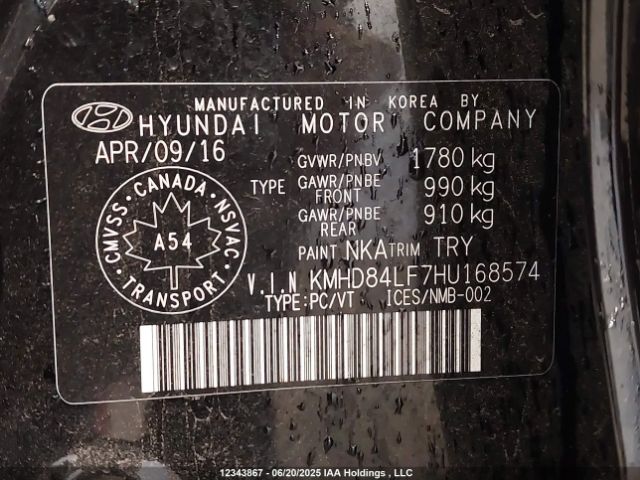 MANUFACTURED IN KOREA BY
HYUNDAI MOTOR COMPANY
APR/09/16
GVWR/PNBV 1780 kg
TYPE GAWR/PNBE FRONT 990 kg
GAWR/PNBE REAR 910 kg
CANADA
CMVSS NSVAC
A54
TRANSPORT
PAINT NKA TRIM TRY
V.I.N KMHD84LF7HU168574
TYPE:PC/VT ICES/NMB-002
12343867 - 06/20/2025 IAA Holdings , LLC